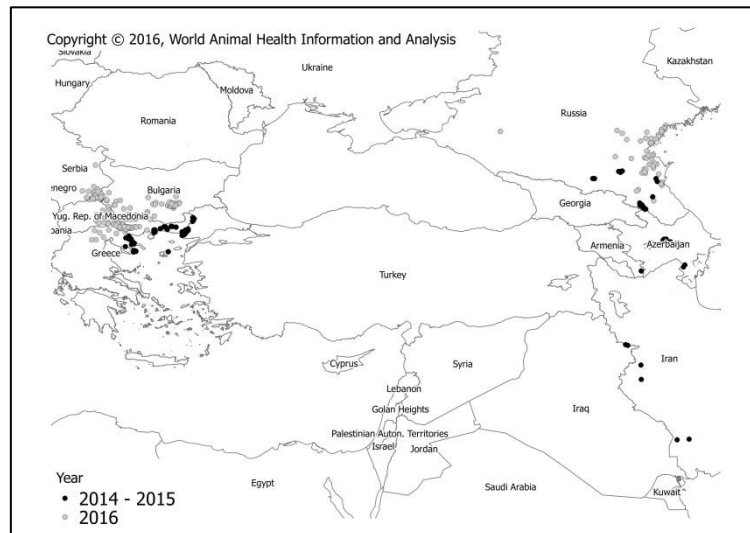 Copyright © 2016, World Animal Health Information and Analysis
Slovakia
Ukraine
Kazakhstan
Hungary
Moldova
Romania
Russia
Serbia
enegro
Bulgaria
Georgia
Yug. Rep. of Macedonia
bania
Armenia
Azerbaijan
Greece
Turkey
Cyprus
Syria
Iran
Lebanon
Golan Heights
Iraq
Palestinian Auton. Territories
Israel
Jordan
Year
2014 - 2015
2016
Egypt
Saudi Arabia
Kuwait